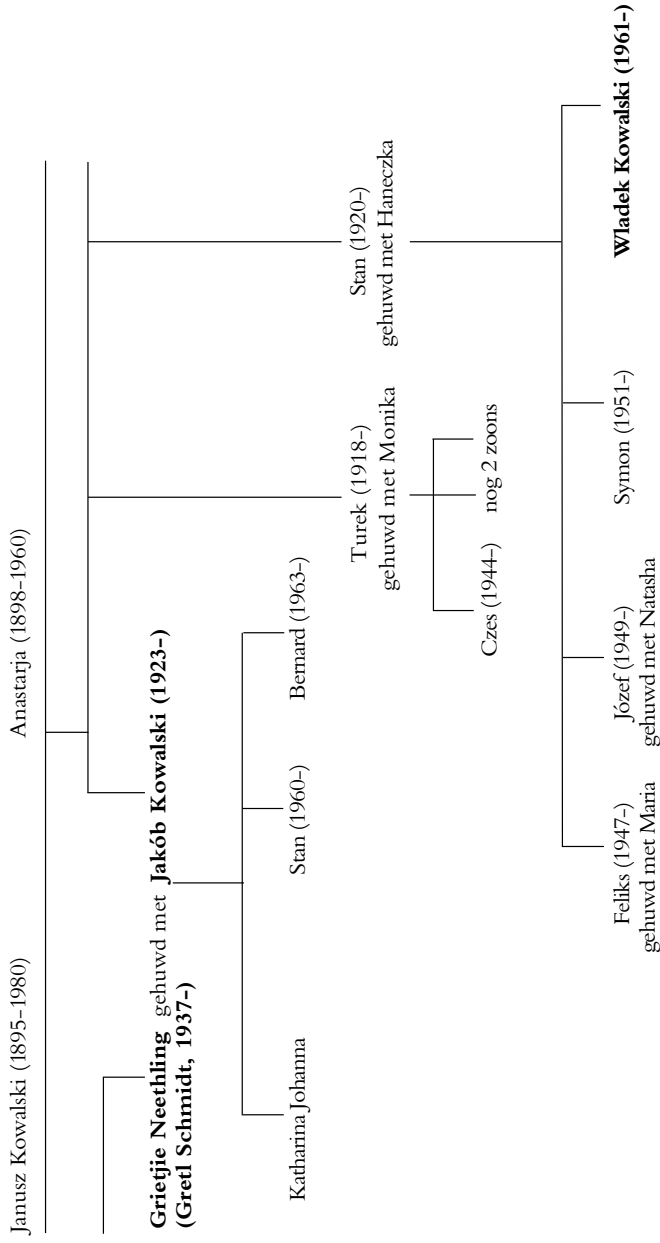 Janusz Kowalski (1895-1980) Anastarja (1898-1960)
Grietjie Neethling gehuwd met Jakób Kowalski (1923-)
(Gretl Schmidt, 1937-)
Katharina Johanna Stan (1960-) Bernard (1963-)
Turek (1918-) Stan (1920-)
gehuwd met Monika gehuwd met Haneczka
Czes (1944-) nog 2 zoons
Feliks (1947-) Józef (1949-) Symon (1951-) Wladek Kowalski (1961-)
gehuwd met Maria gehuwd met Natasha